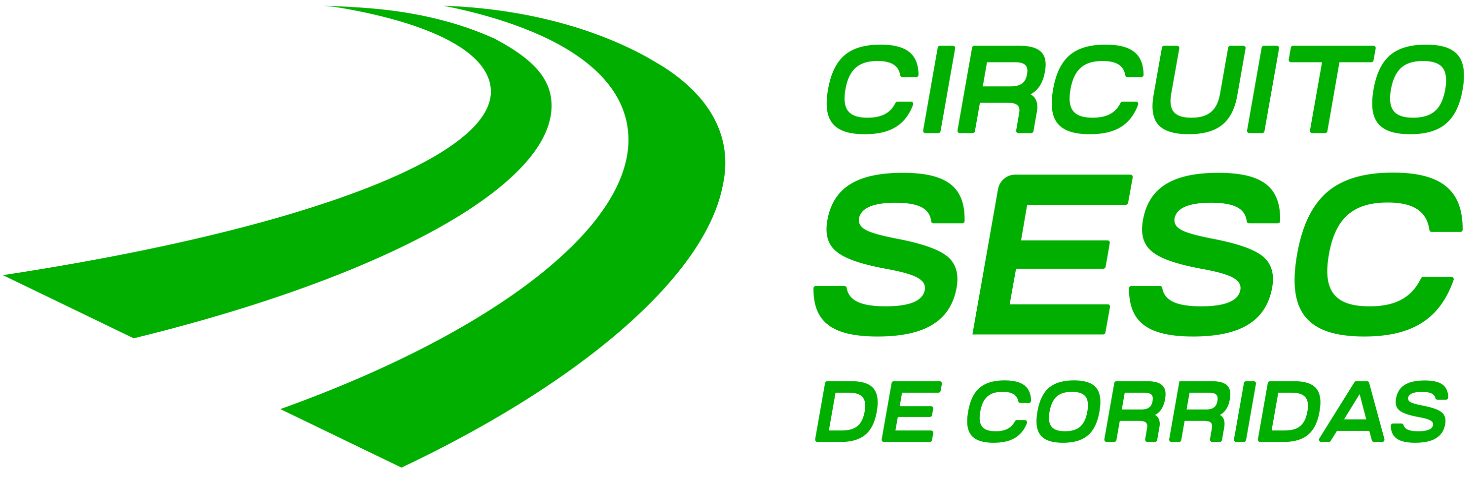 CIRCUITO
SESC
DE CORRIDAS